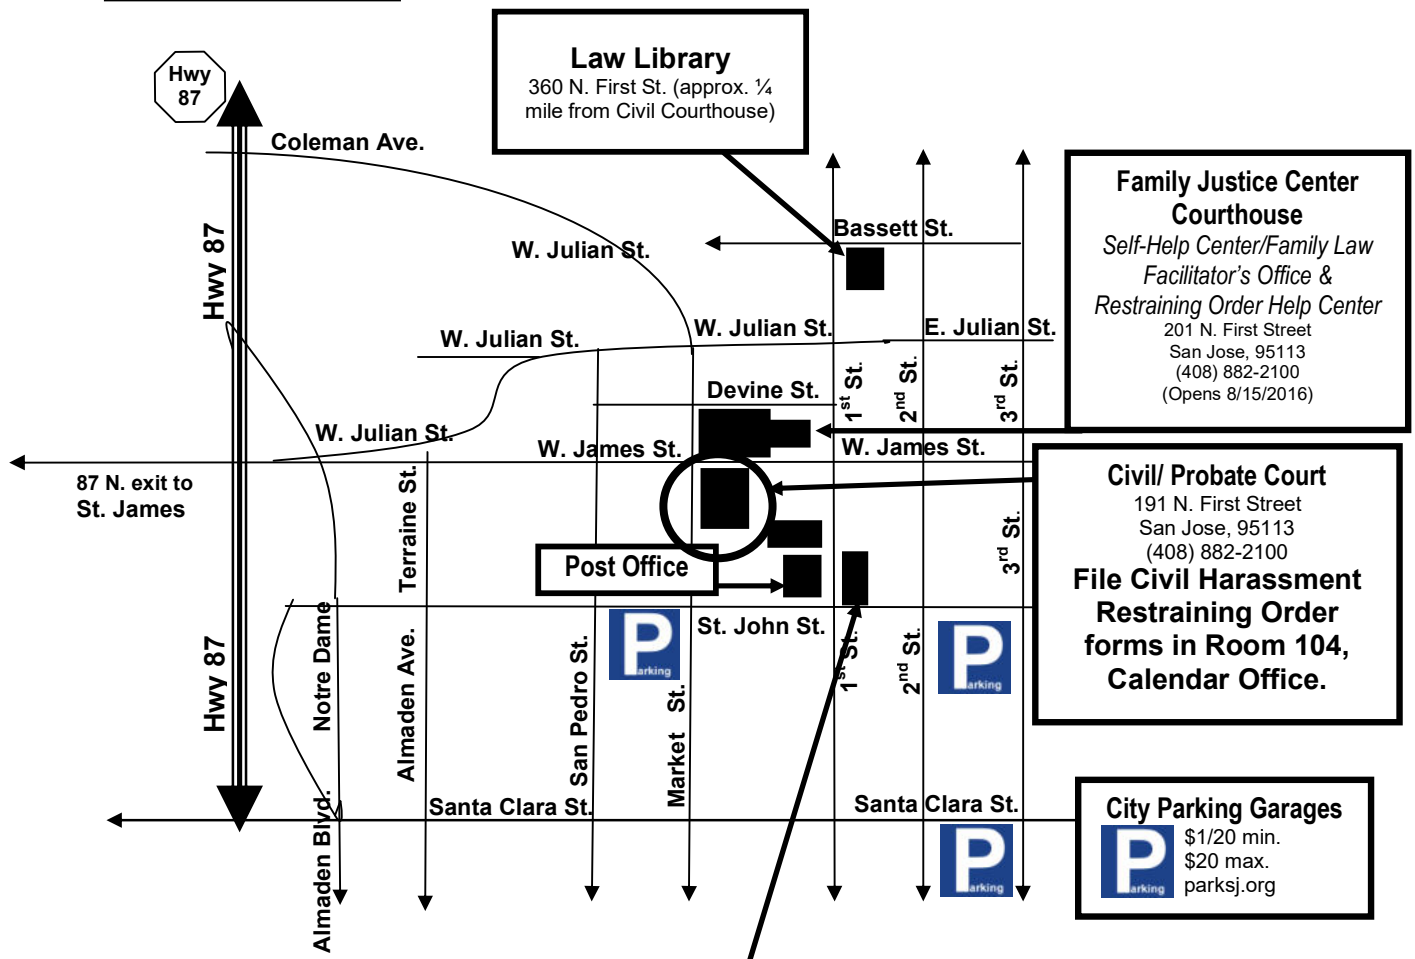 Law Library
360 N. First St. (approx. ¼
mile from Civil Courthouse)
Hwy
87
Coleman Ave.
Hwy 87
W. Julian St.
Bassett St.
Family Justice Center
Courthouse
Self-Help Center/Family Law
Facilitator’s Office &
Restraining Order Help Center
201 N. First Street
San Jose, 95113
(408) 882-2100
(Opens 8/15/2016)
W. Julian St.
W. Julian St.
E. Julian St.
1st St.
2nd St.
3rd St.
Devine St.
W. Julian St.
W. James St.
W. James St.
87 N. exit to
St. James
Terraine St.
3rd St.
Civil/ Probate Court
191 N. First Street
San Jose, 95113
(408) 882-2100
File Civil Harassment
Restraining Order
forms in Room 104,
Calendar Office.
Post Office
St. John St.
P
Parking
P
Parking
Hwy 87
Notre Dame
Almaden Ave.
San Pedro St.
Market St.
1st St.
2nd St.
Santa Clara St.
Santa Clara St.
Almaden Blvd.
P
Parking
City Parking Garages
P
Parking
$1/20 min.
$20 max.
parksj.org